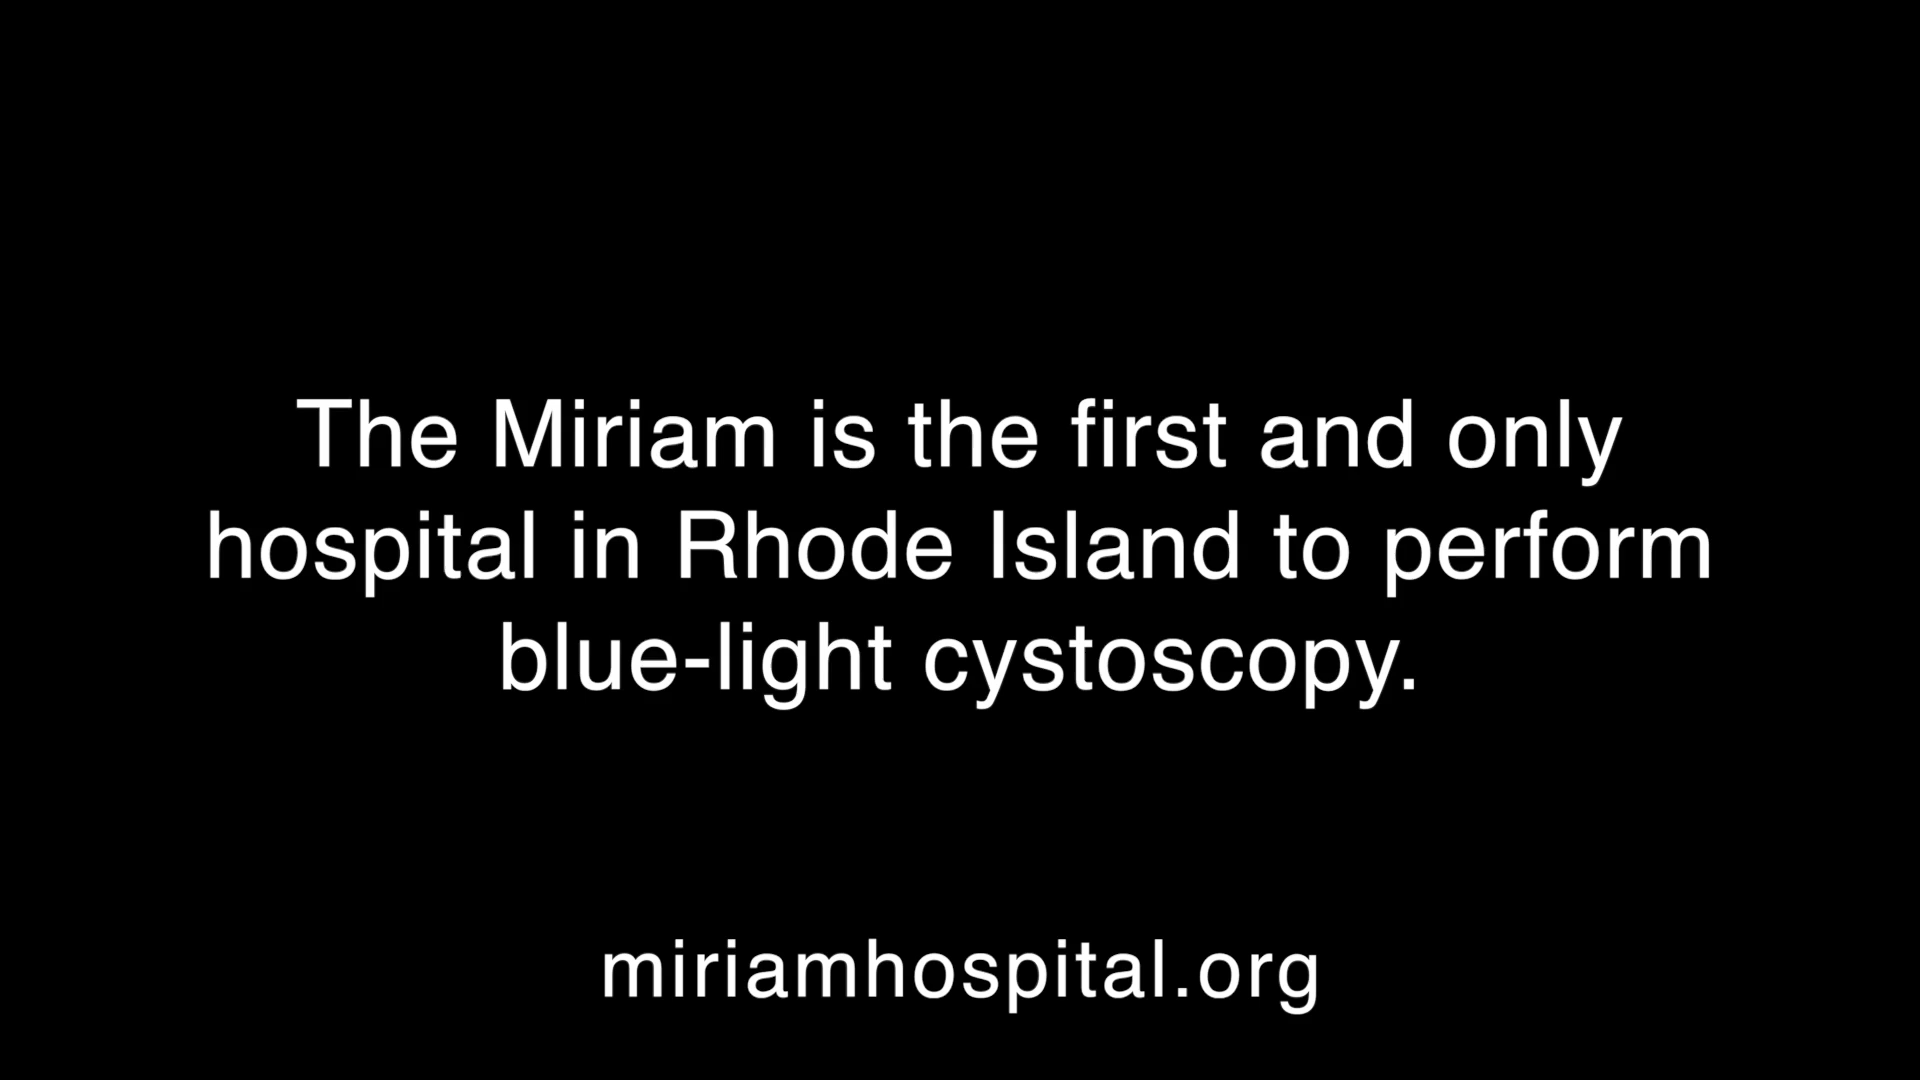 The Miriam is the first and only
hospital in Rhode Island to perform
blue-light cystoscopy.
miriamhospital.org